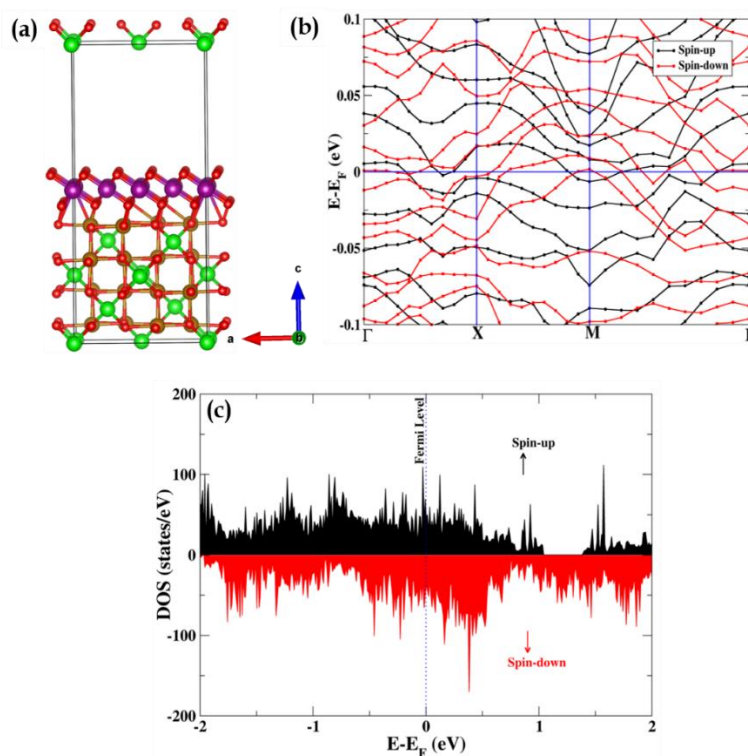 (a)
c
a
b
(b)
Spin-up
Spin-down
E-E_F (eV)
0.1
0.05
0
-0.05
-0.1
Γ X M
(c)
Fermi Level
Spin-up
Spin-down
DOS (states/eV)
200
100
0
-100
-200
-2 -1 0 1 2
E-E_F (eV)